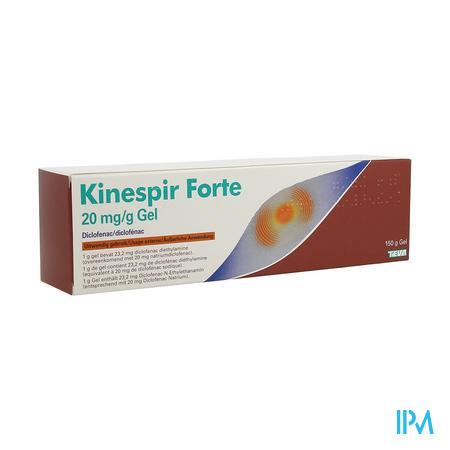 Kinespir Forte
20 mg/g Gel
Diclofenac/diclofénac
Uitwendig gebruik/Usage externe/Äußerliche Anwendung
1 g gel bevat 23,2 mg diclofenac diethylamine
(overeenkomend met 20 mg natriumdiclofenac).
1 g de gel contient 23,2 mg de diclofénac diethylamine
(équivalent à 20 mg de diclofénac sodique).
1 g Gel enthält 23,2 mg Diclofenac-N-Ethylethanamin
(entsprechend mit 20 mg Diclofenac Natrium).
150 g Gel
TEVA
IPM